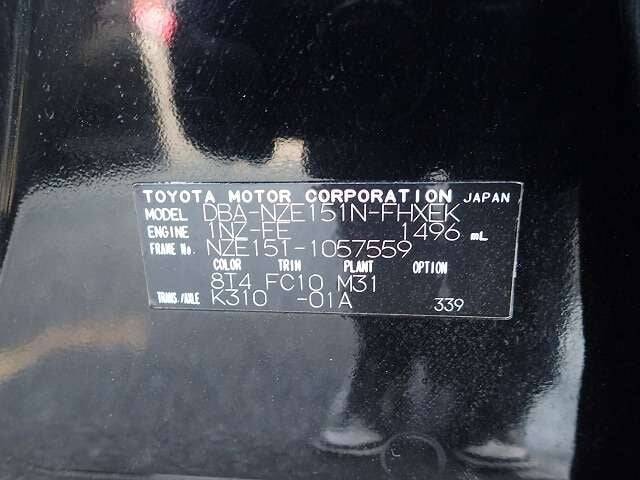 TOYOTA MOTOR CORPORATION JAPAN
MODEL DBA-NZE151N-FHXEK
ENGINE 1NZ-FE 1496 mL
FRAME No. NZE151-1057559
COLOR TRIM PLANT OPTION
8I4 FC10 M31
TRANS./AXLE K310 -01A 339